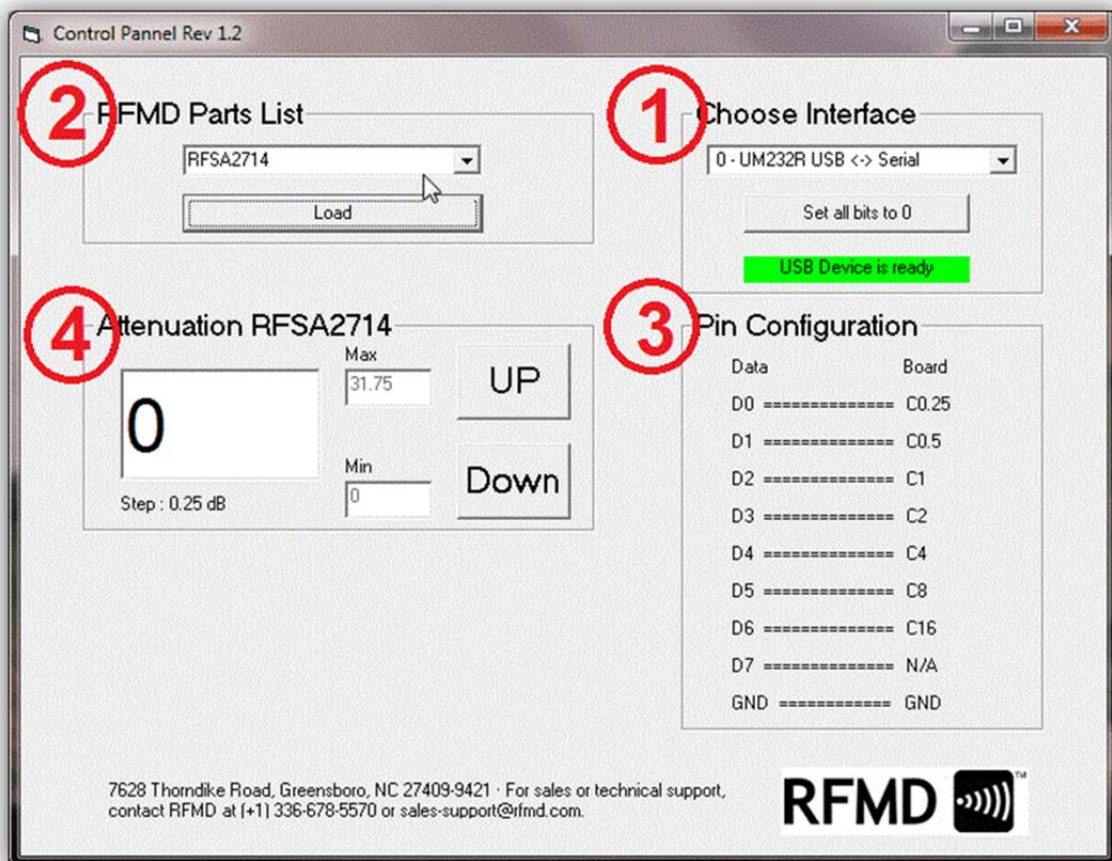 Control Pannel Rev 1.2
2
RFMD Parts List
RFSA2714
Load
1
Choose Interface
0 - UM232R USB <-> Serial
Set all bits to 0
USB Device is ready
4
Attenuation RFSA2714
0
Step : 0.25 dB
Max
31.75
Min
0
UP
Down
3
Pin Configuration
Data Board
D0 ============== C0.25
D1 ============== C0.5
D2 ============== C1
D3 ============== C2
D4 ============== C4
D5 ============== C8
D6 ============== C16
D7 ============== N/A
GND ============ GND
7628 Thorndike Road, Greensboro, NC 27409-9421 · For sales or technical support,
contact RFMD at (+1) 336-678-5570 or sales-support@rfmd.com.
RFMD
TM